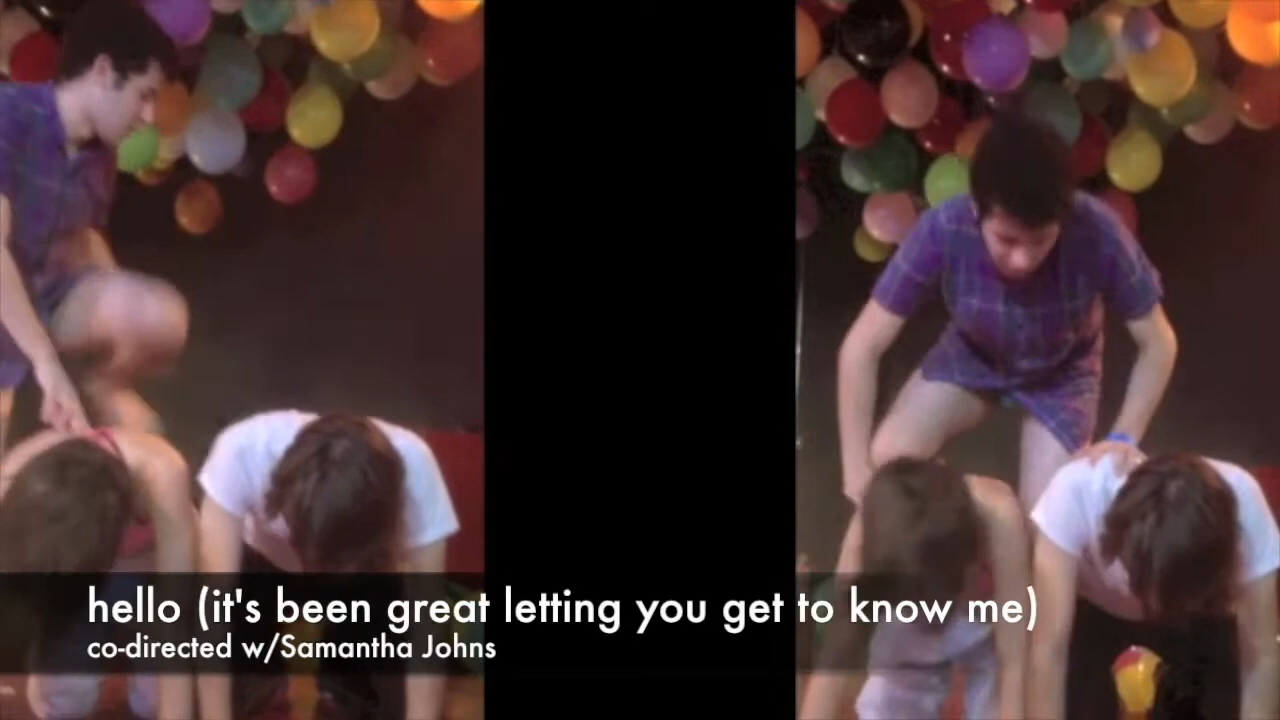 hello (it's been great letting you get to know me)
co-directed w/Samantha Johns